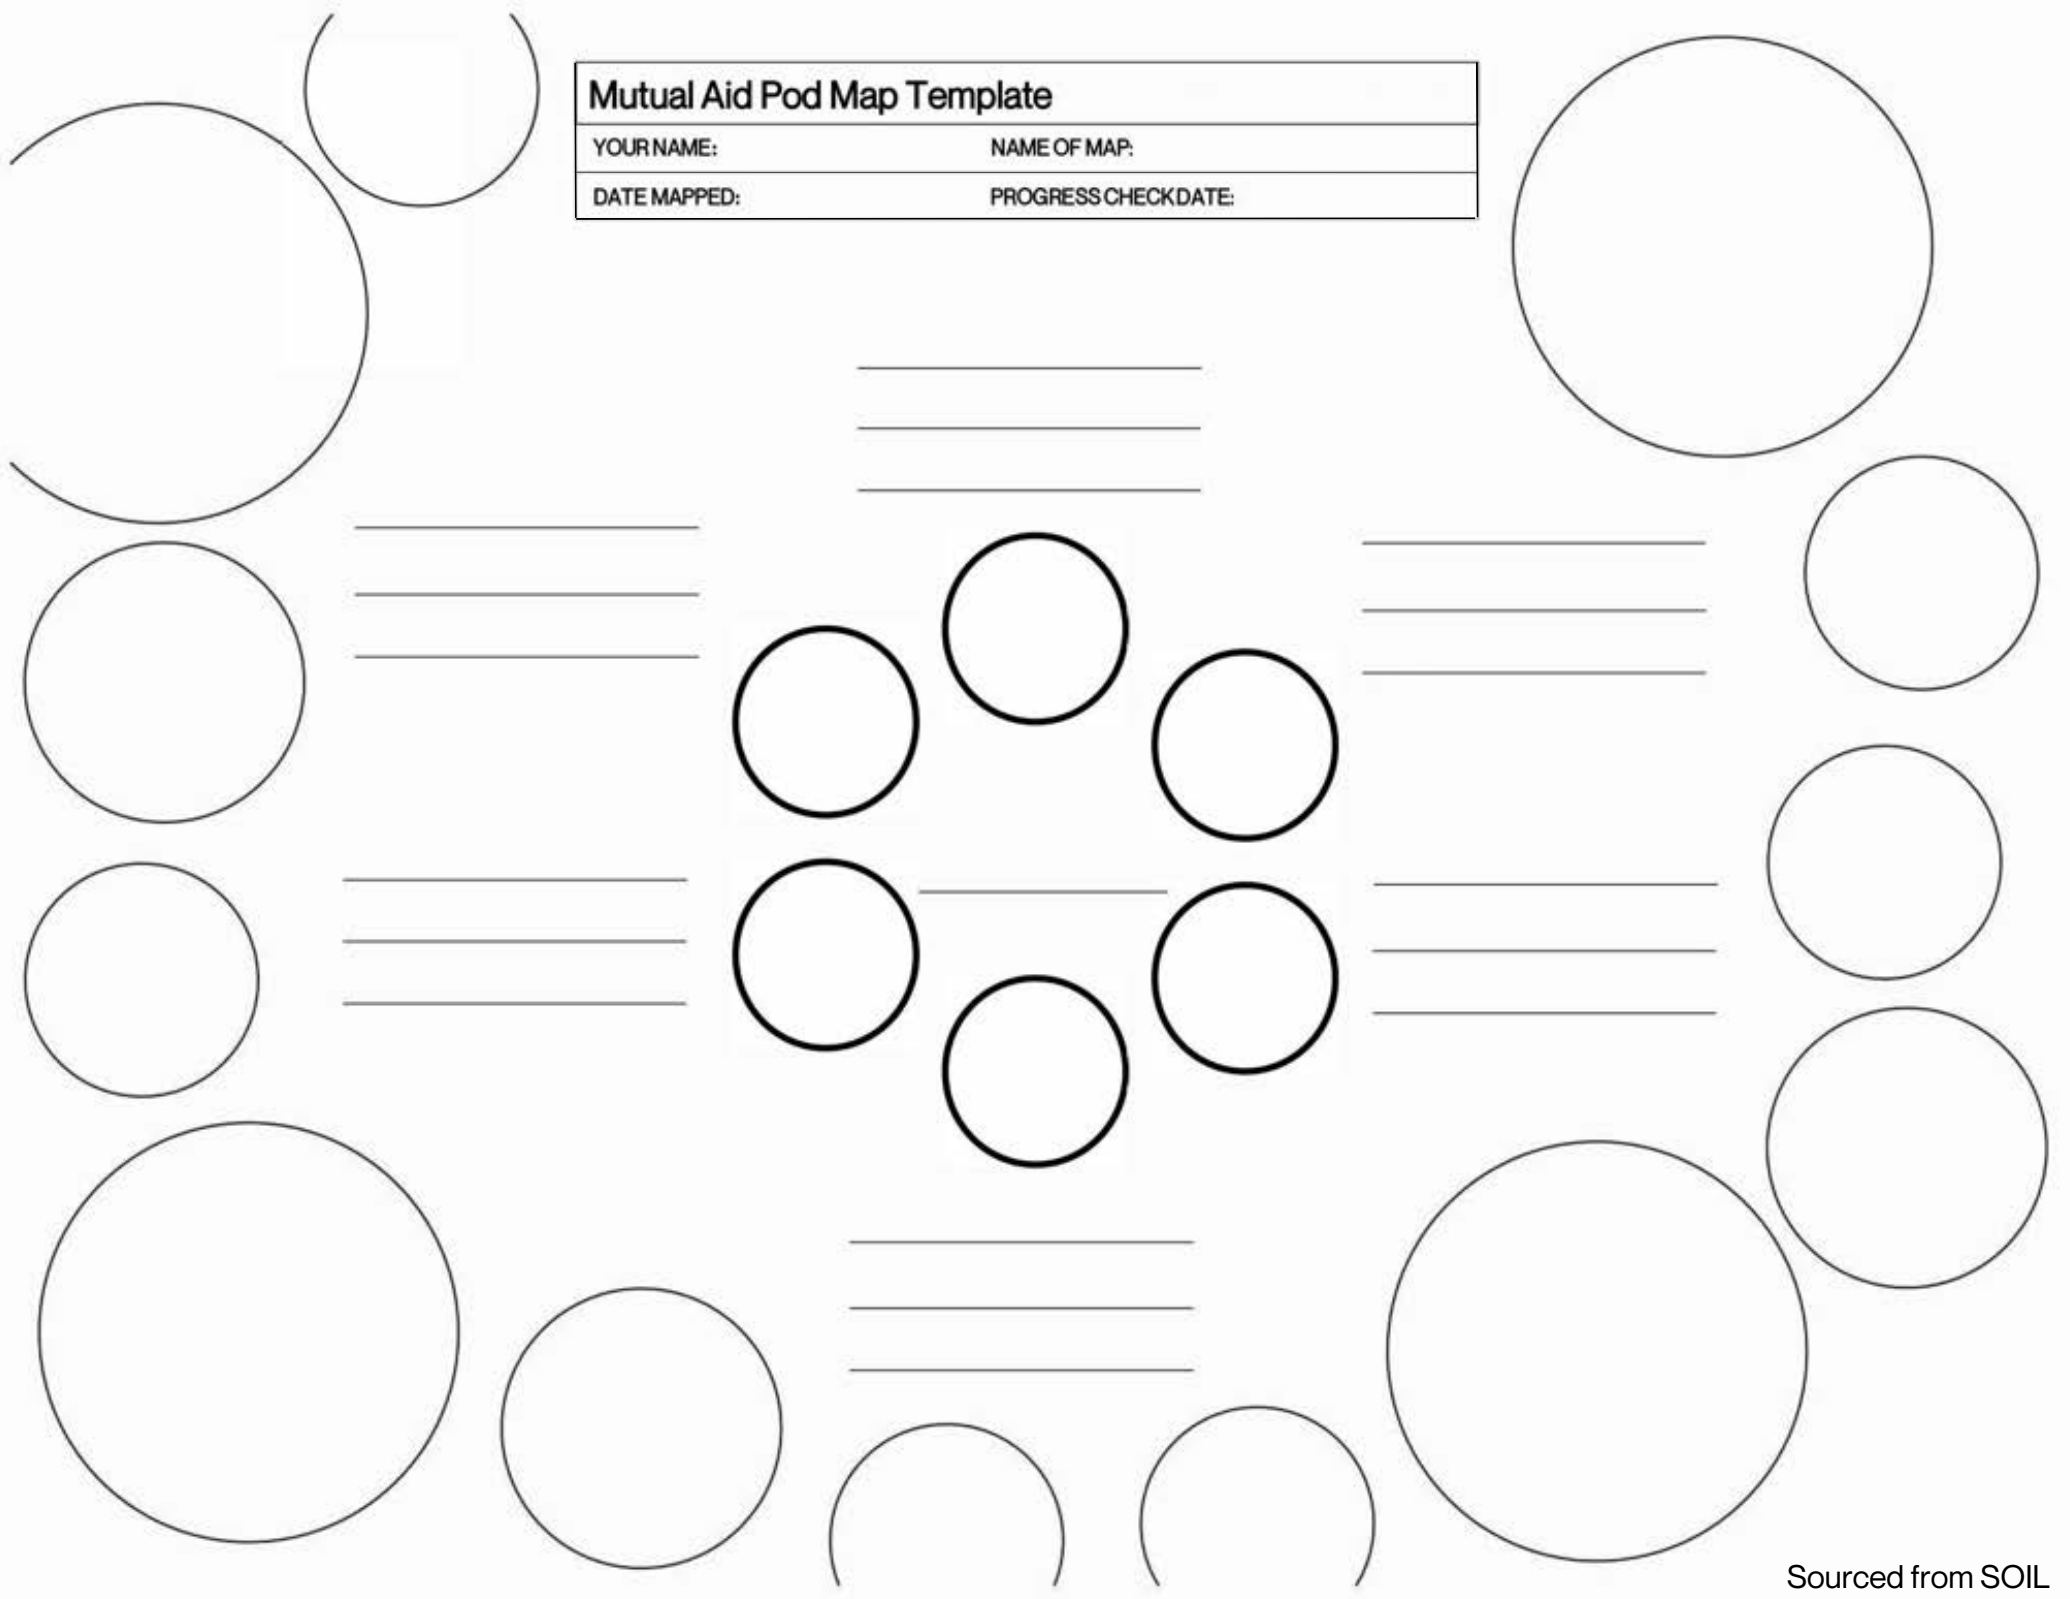 Mutual Aid Pod Map Template
YOUR NAME: NAME OF MAP:
DATE MAPPED: PROGRESS CHECK DATE:
Sourced from SOIL